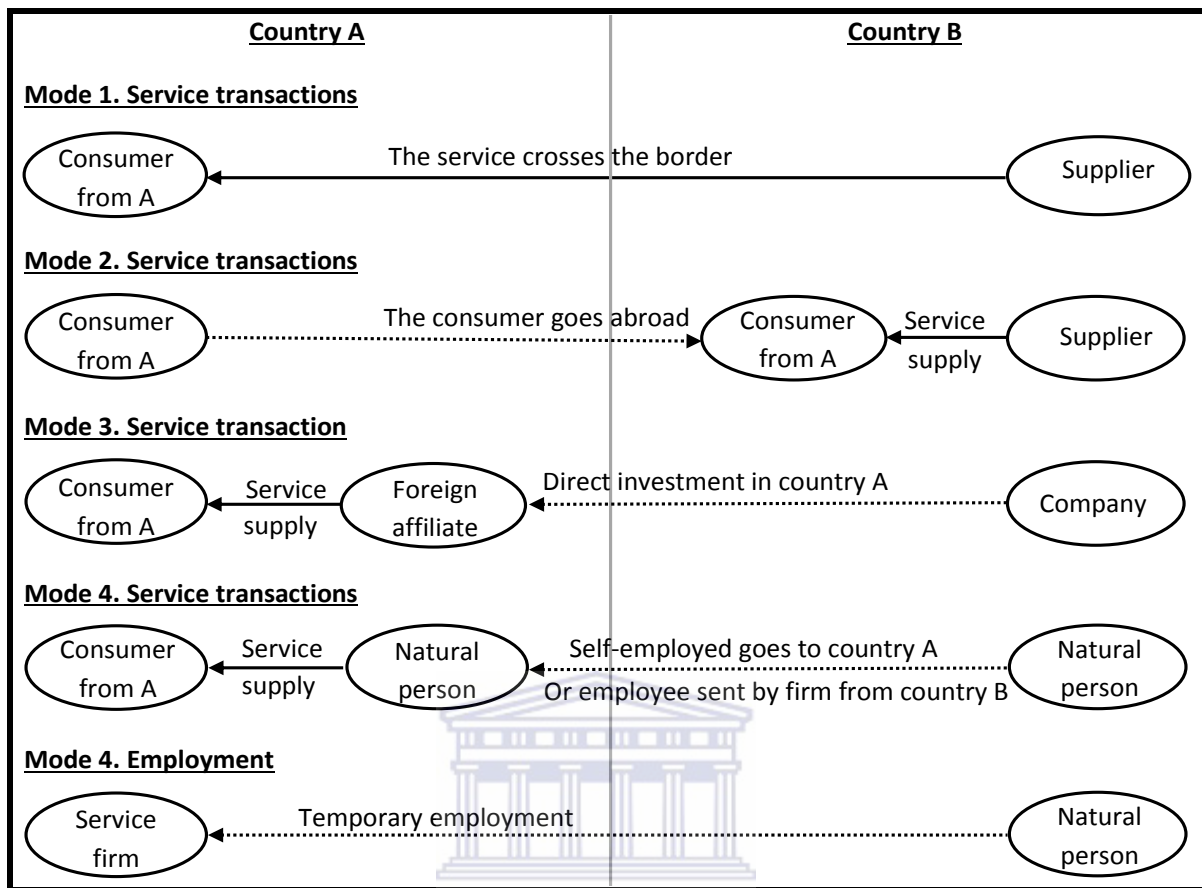 Country A
Country B
Mode 1. Service transactions
Consumer
from A
The service crosses the border
Supplier
Mode 2. Service transactions
Consumer
from A
The consumer goes abroad
Consumer
from A
Service
supply
Supplier
Mode 3. Service transaction
Consumer
from A
Service
supply
Foreign
affiliate
Direct investment in country A
Company
Mode 4. Service transactions
Consumer
from A
Service
supply
Natural
person
Self-employed goes to country A
Or employee sent by firm from country B
Natural
person
Mode 4. Employment
Service
firm
Temporary employment
Natural
person